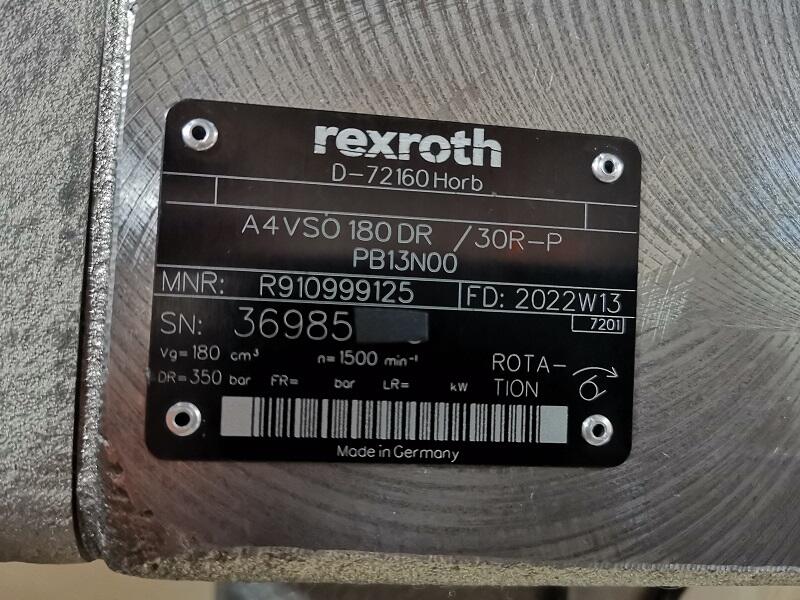 rexroth
D-72160 Horb
A4VSO 180 DR /30R-P
PB13N00
MNR: R910999125 FD: 2022W13
SN: 36985 7201
Vg= 180 cm³ n= 1500 min⁻¹ ROTA-
DR= 350 bar FR= bar LR= kW TION
Made in Germany